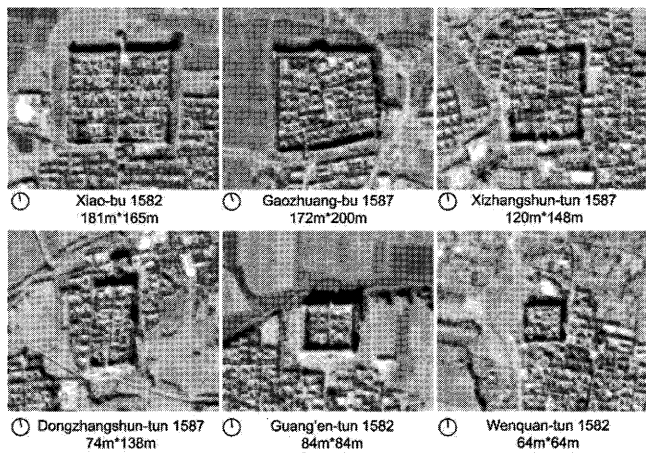 Xiao-bu 1582
181m*165m
Gaozhuang-bu 1587
172m*200m
Xizhangshun-tun 1587
120m*148m
Dongzhangshun-tun 1587
74m*138m
Guang'en-tun 1582
84m*84m
Wenquan-tun 1582
64m*64m